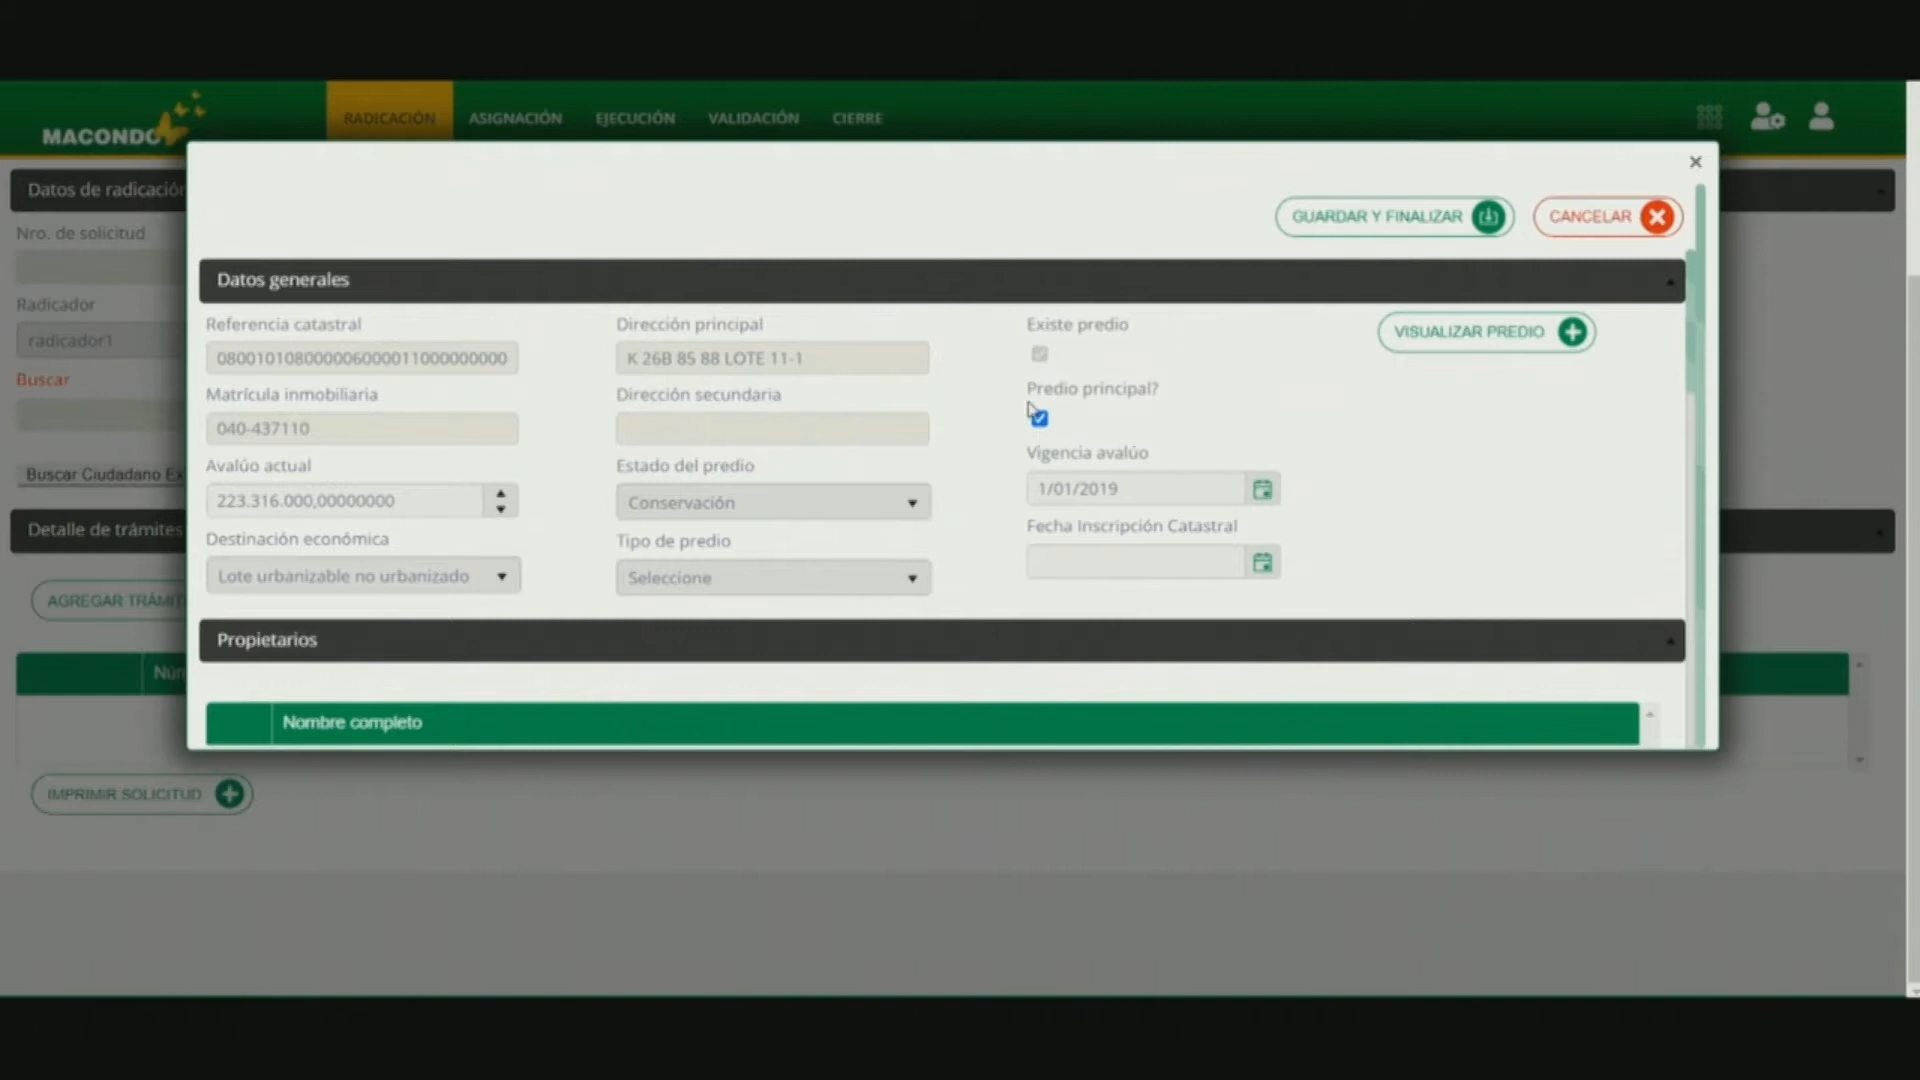 MACONDO
RADICACIÓN
ASIGNACIÓN
EJECUCIÓN
VALIDACIÓN
CIERRE
Datos de radicación
Nro. de solicitud
Radicador
radicador1
Buscar
Buscar Ciudadano
Detalle de trámites
AGREGAR
IMPRIMIR SOLICITUD
GUARDAR Y FINALIZAR
CANCELAR
Datos generales
Referencia catastral
Dirección principal
Existe predio
VISUALIZAR PREDIO
K 26B 85 88 LOTE 11-1
Matrícula inmobiliaria
Dirección secundaria
Predio principal?
040-437110
Avalúo actual
Estado del predio
Vigencia avalúo
223.316.000,00000000
Conservación
1/01/2019
Destinación económica
Tipo de predio
Fecha Inscripción Catastral
Lote urbanizable no urbanizado
Seleccione
Propietarios
Nombre completo